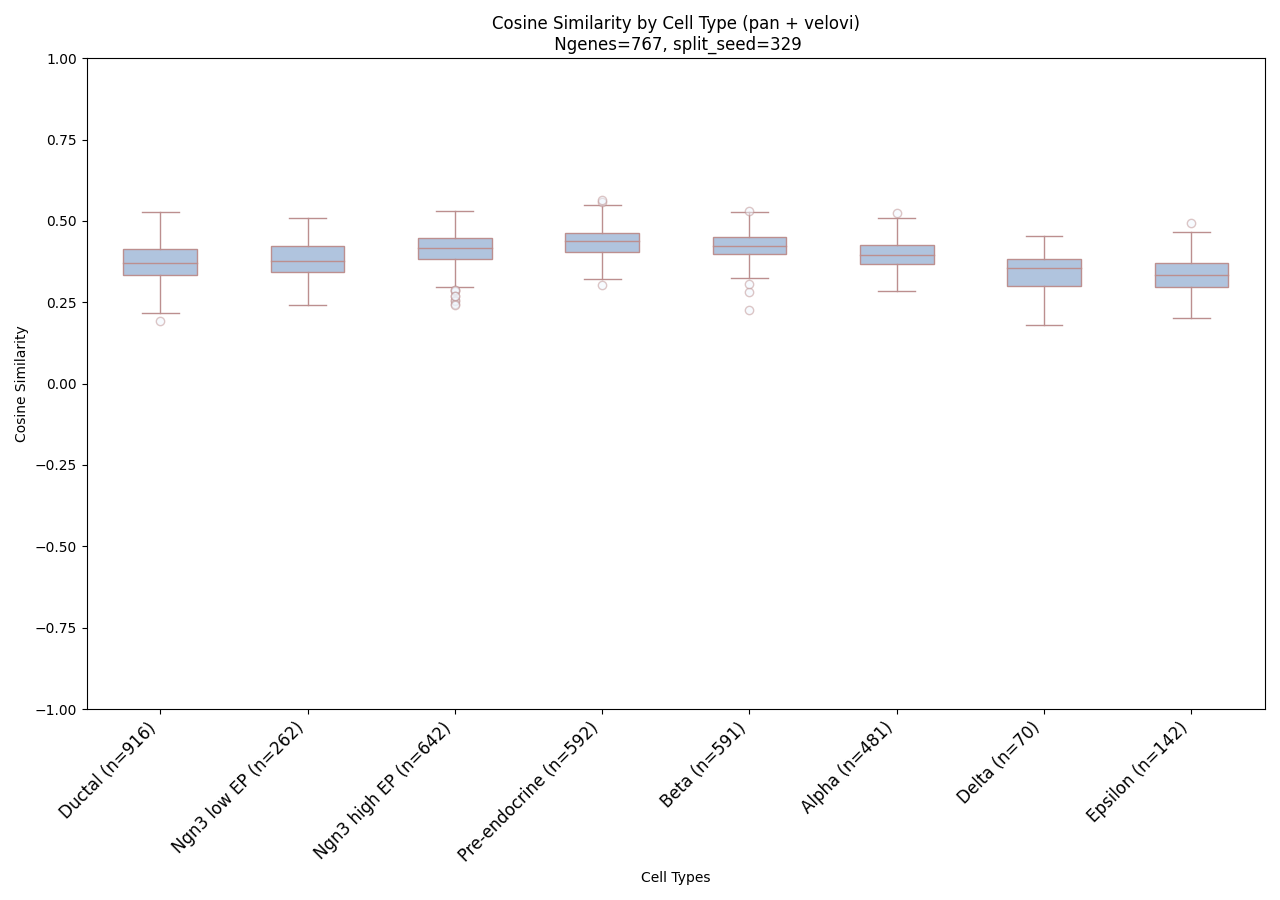 Cosine Similarity by Cell Type (pan + velovi)
Ngenes=767, split_seed=329
1.00
0.75
0.50
0.25
0.00
−0.25
−0.50
−0.75
−1.00
Cosine Similarity
Ductal (n=916)
Ngn3 low EP (n=262)
Ngn3 high EP (n=642)
Pre-endocrine (n=592)
Beta (n=591)
Alpha (n=481)
Delta (n=70)
Epsilon (n=142)
Cell Types